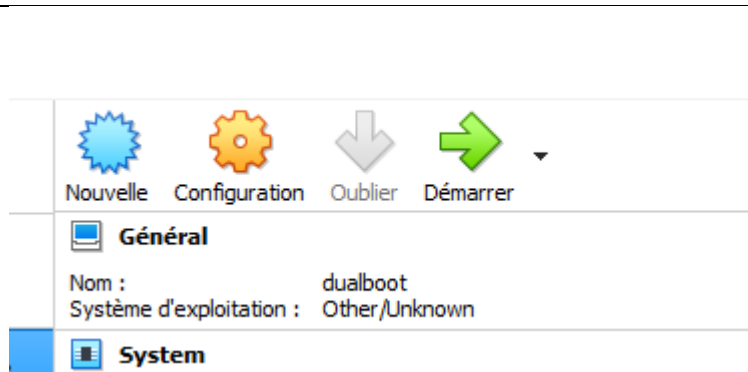 Nouvelle Configuration Oublier Démarrer
Général
Nom : dualboot
Système d'exploitation : Other/Unknown
System